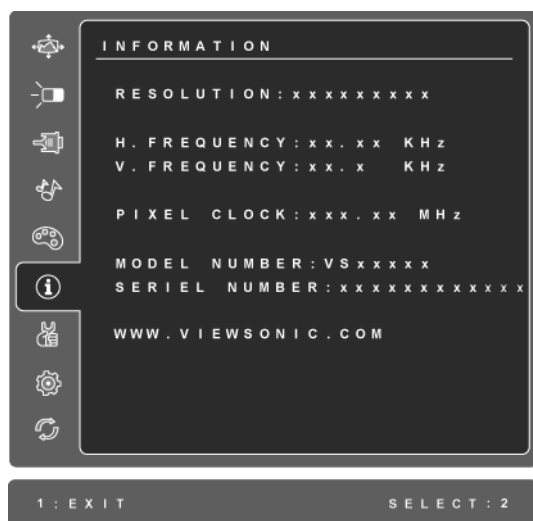 INFORMATION
RESOLUTION:xxxxxxxxx
H. FREQUENCY:xx.xx KHz
V. FREQUENCY:xx.x KHz
PIXEL CLOCK:xxx.xx MHz
MODEL NUMBER:VSxxxxx
SERIEL NUMBER:xxxxxxxxxxxx
WWW.VIEWSONIC.COM
1:EXIT SELECT:2